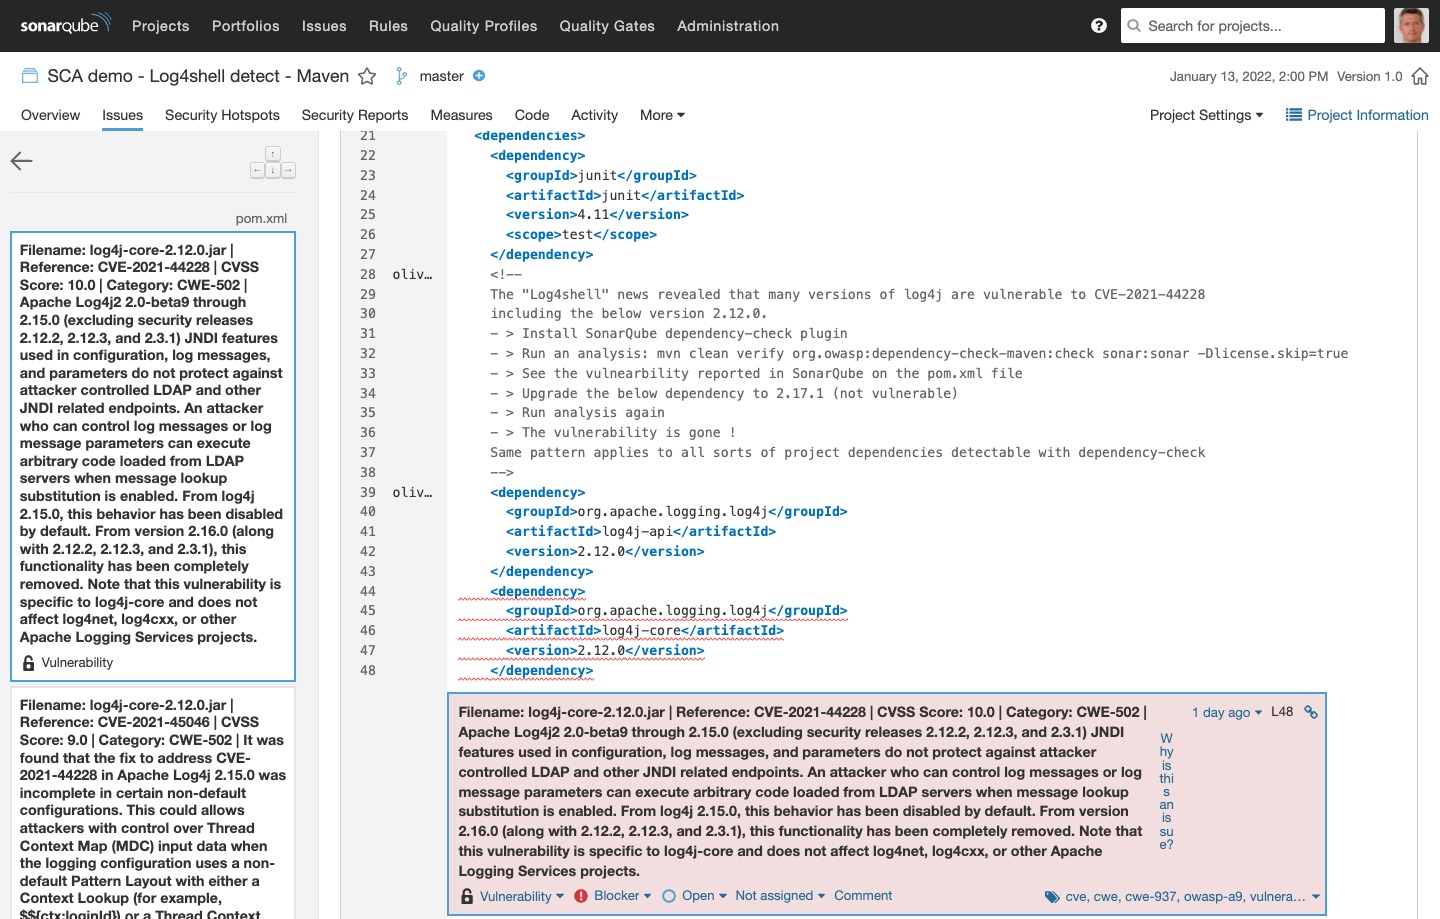 sonarqube Projects Portfolios Issues Rules Quality Profiles Quality Gates Administration ? Search for projects...
SCA demo - Log4shell detect - Maven master January 13, 2022, 2:00 PM Version 1.0
Overview Issues Security Hotspots Security Reports Measures Code Activity More Project Settings Project Information
pom.xml
Filename: log4j-core-2.12.0.jar |
Reference: CVE-2021-44228 | CVSS
Score: 10.0 | Category: CWE-502 |
Apache Log4j2 2.0-beta9 through
2.15.0 (excluding security releases
2.12.2, 2.12.3, and 2.3.1) JNDI features
used in configuration, log messages,
and parameters do not protect against
attacker controlled LDAP and other
JNDI related endpoints. An attacker
who can control log messages or log
message parameters can execute
arbitrary code loaded from LDAP
servers when message lookup
substitution is enabled. From log4j
2.15.0, this behavior has been disabled
by default. From version 2.16.0 (along
with 2.12.2, 2.12.3, and 2.3.1), this
functionality has been completely
removed. Note that this vulnerability is
specific to log4j-core and does not
affect log4net, log4cxx, or other
Apache Logging Services projects.
Vulnerability
Filename: log4j-core-2.12.0.jar |
Reference: CVE-2021-45046 | CVSS
Score: 9.0 | Category: CWE-502 | It was
found that the fix to address CVE-
2021-44228 in Apache Log4j 2.15.0 was
incomplete in certain non-default
configurations. This could allows
attackers with control over Thread
Context Map (MDC) input data when
the logging configuration uses a non-
default Pattern Layout with either a
Context Lookup (for example,
$${ctx:loginId}) or a Thread Context
21 <dependencies>
22 <dependency>
23 <groupId>junit</groupId>
24 <artifactId>junit</artifactId>
25 <version>4.11</version>
26 <scope>test</scope>
27 </dependency>
28 oliv... <!--
29 The "Log4shell" news revealed that many versions of log4j are vulnerable to CVE-2021-44228
30 including the below version 2.12.0.
31 - > Install SonarQube dependency-check plugin
32 - > Run an analysis: mvn clean verify org.owasp:dependency-check-maven:check sonar:sonar -Dlicense.skip=true
33 - > See the vulnearbility reported in SonarQube on the pom.xml file
34 - > Upgrade the below dependency to 2.17.1 (not vulnerable)
35 - > Run analysis again
36 - > The vulnerability is gone !
37 Same pattern applies to all sorts of project dependencies detectable with dependency-check
38 -->
39 oliv... <dependency>
40 <groupId>org.apache.logging.log4j</groupId>
41 <artifactId>log4j-api</artifactId>
42 <version>2.12.0</version>
43 </dependency>
44 <dependency>
45 <groupId>org.apache.logging.log4j</groupId>
46 <artifactId>log4j-core</artifactId>
47 <version>2.12.0</version>
48 </dependency>
Filename: log4j-core-2.12.0.jar | Reference: CVE-2021-44228 | CVSS Score: 10.0 | Category: CWE-502 |
Apache Log4j2 2.0-beta9 through 2.15.0 (excluding security releases 2.12.2, 2.12.3, and 2.3.1) JNDI
features used in configuration, log messages, and parameters do not protect against attacker
controlled LDAP and other JNDI related endpoints. An attacker who can control log messages or log
message parameters can execute arbitrary code loaded from LDAP servers when message lookup
substitution is enabled. From log4j 2.15.0, this behavior has been disabled by default. From version
2.16.0 (along with 2.12.2, 2.12.3, and 2.3.1), this functionality has been completely removed. Note that
this vulnerability is specific to log4j-core and does not affect log4net, log4cxx, or other Apache
Logging Services projects.
W
hy
is
thi
s
an
is
su
e?
1 day ago L48
Vulnerability Blocker Open Not assigned Comment cve, cwe, cwe-937, owasp-a9, vulnera...